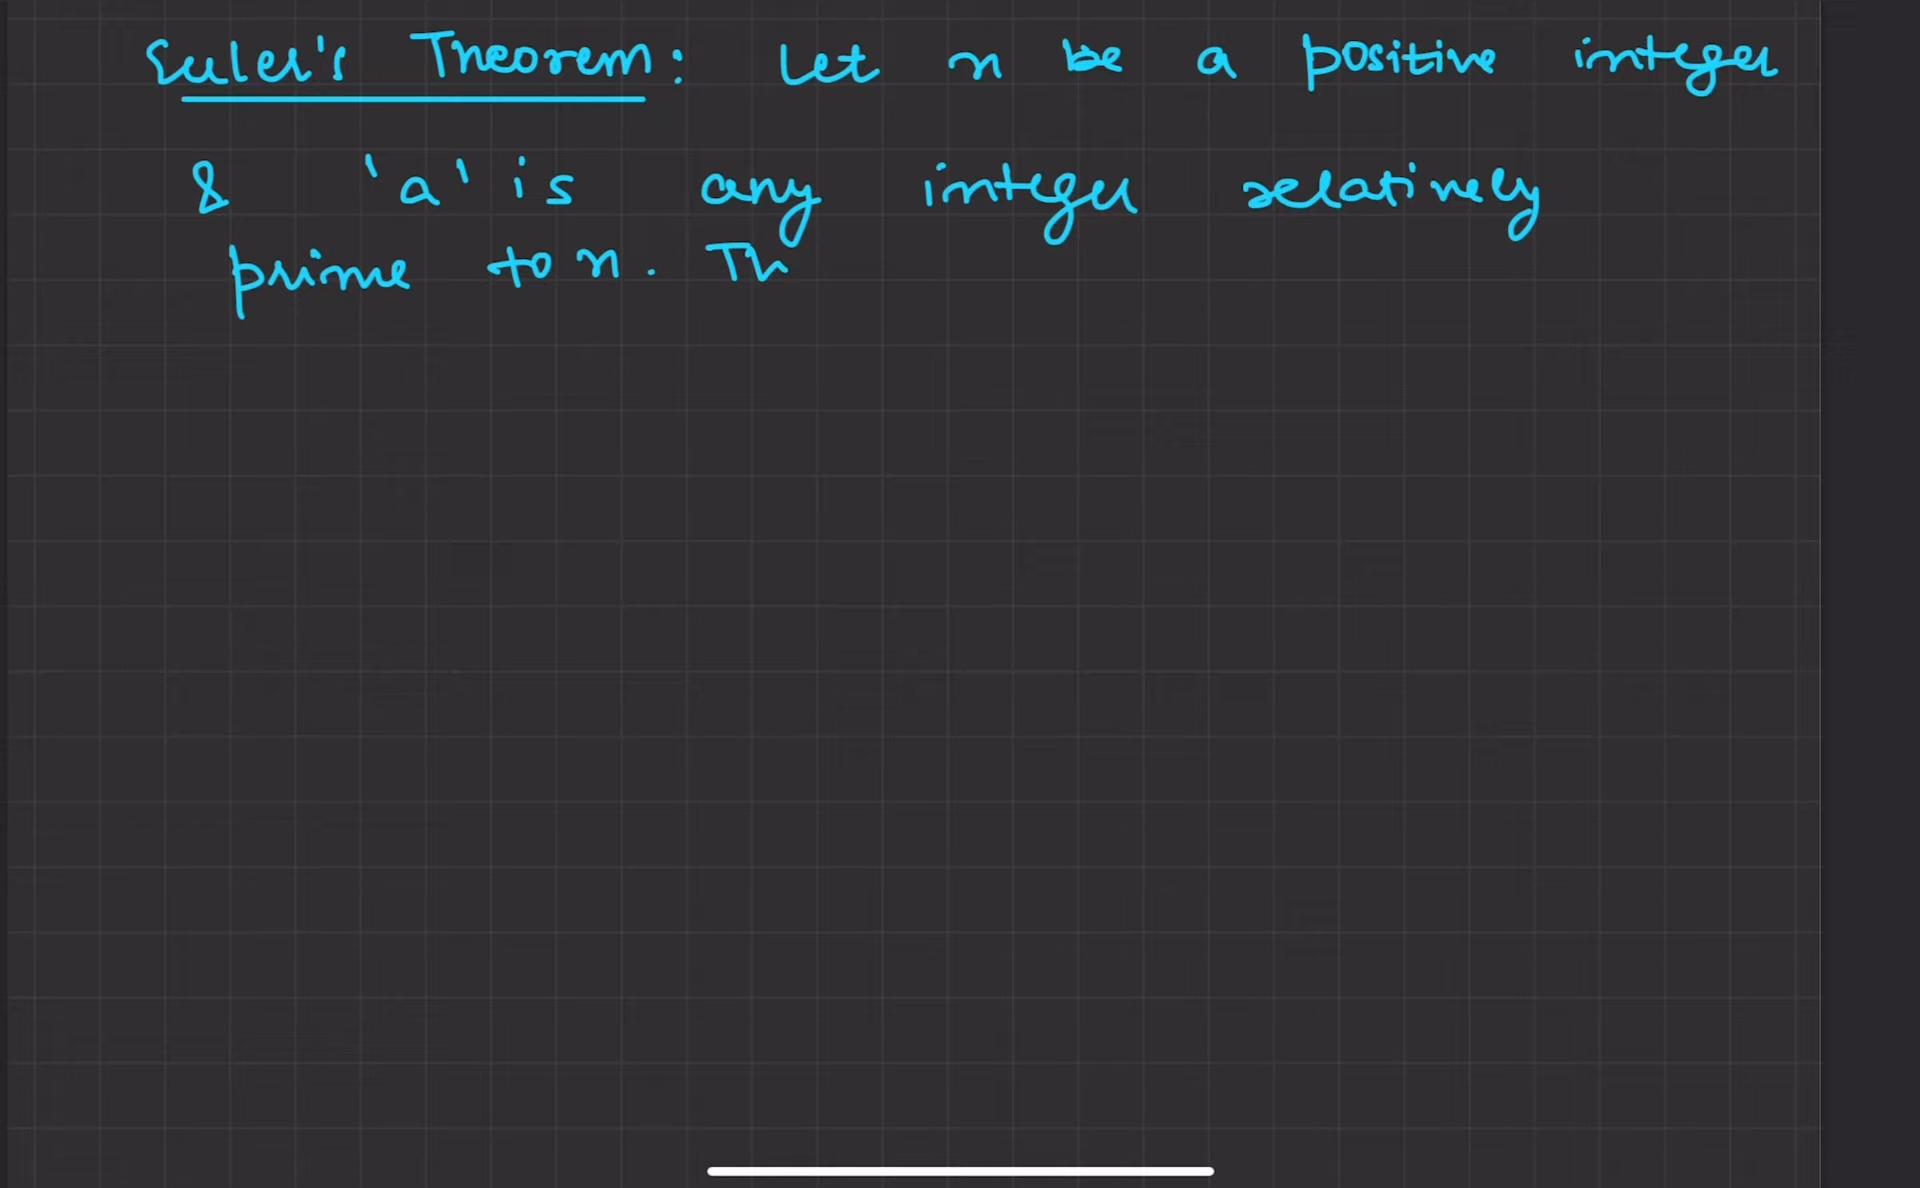 Euler's Theorem: Let n be a positive integer
& 'a' is any integer relatively
prime to n. Th